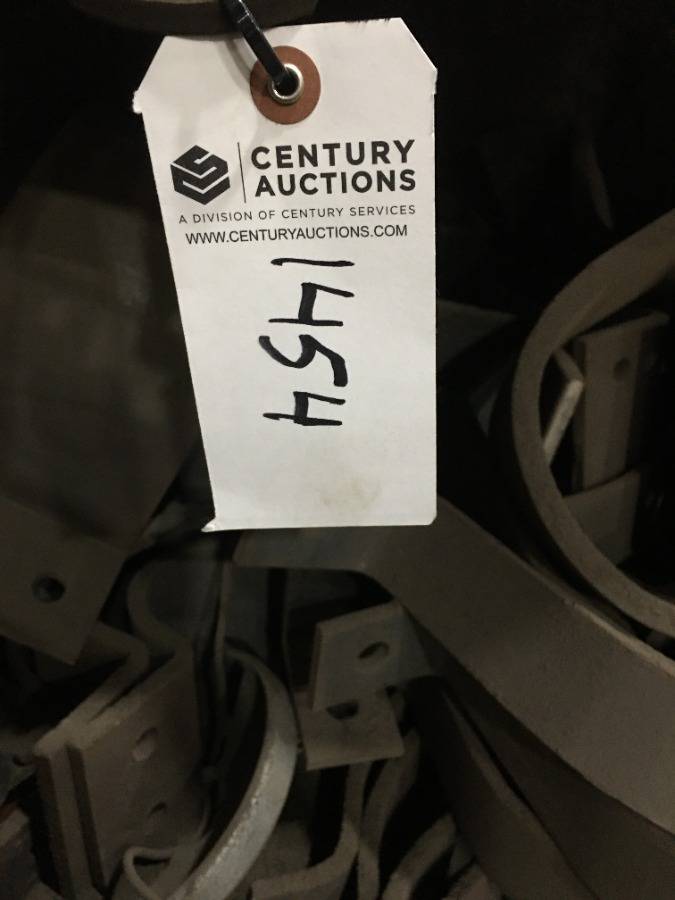 CENTURY
AUCTIONS
A DIVISION OF CENTURY SERVICES
WWW.CENTURYAUCTIONS.COM
1454